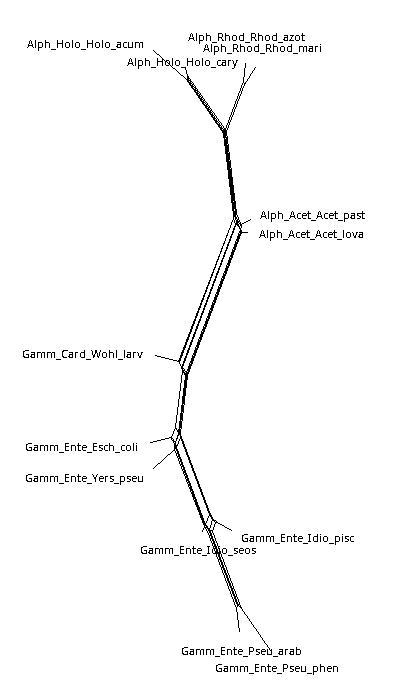 Alph_Rhod_Rhod_azot
Alph_Holo_Holo_acum
Alph_Rhod_Rhod_mari
Alph_Holo_Holo_cary
Alph_Acet_Acet_past
Alph_Acet_Acet_lova
Gamm_Card_Wohl_larv
Gamm_Ente_Esch_coli
Gamm_Ente_Yers_pseu
Gamm_Ente_Idio_pisc
Gamm_Ente_Idio_seos
Gamm_Ente_Pseu_arab
Gamm_Ente_Pseu_phen